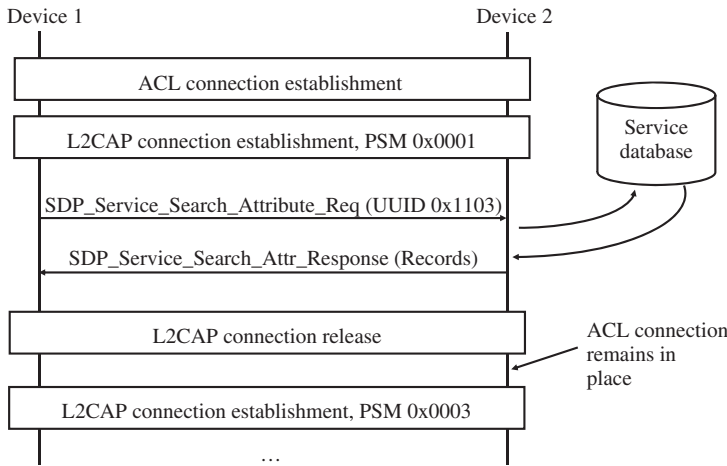 Device 1
Device 2
ACL connection establishment
L2CAP connection establishment, PSM 0x0001
Service
database
SDP_Service_Search_Attribute_Req (UUID 0x1103)
SDP_Service_Search_Attr_Response (Records)
L2CAP connection release
ACL connection
remains in
place
L2CAP connection establishment, PSM 0x0003
…